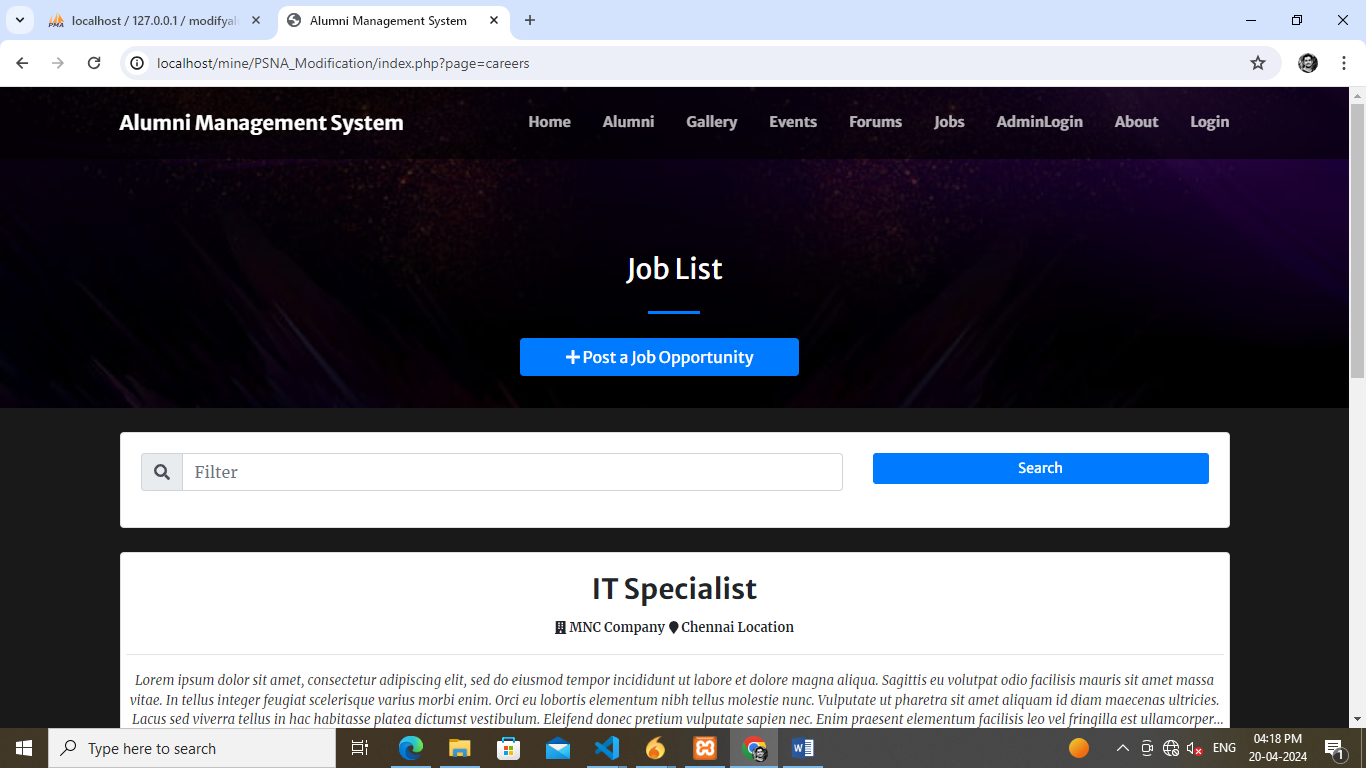 localhost / 127.0.0.1 / modifyal
Alumni Management System
localhost/mine/PSNA_Modification/index.php?page=careers
Alumni Management System Home Alumni Gallery Events Forums Jobs AdminLogin About Login
Job List
Post a Job Opportunity
Filter Search
IT Specialist
MNC Company Chennai Location
Lorem ipsum dolor sit amet, consectetur adipiscing elit, sed do eiusmod tempor incididunt ut labore et dolore magna aliqua. Sagittis eu volutpat odio facilisis mauris sit amet massa
vitae. In tellus integer feugiat scelerisque varius morbi enim. Orci eu lobortis elementum nibh tellus molestie nunc. Vulputate ut pharetra sit amet aliquam id diam maecenas ultricies.
Lacus sed viverra tellus in hac habitasse platea dictumst vestibulum. Eleifend donec pretium vulputate sapien nec. Enim praesent elementum facilisis leo vel fringilla est ullamcorper...
Type here to search
ENG
04:18 PM
20-04-2024
1